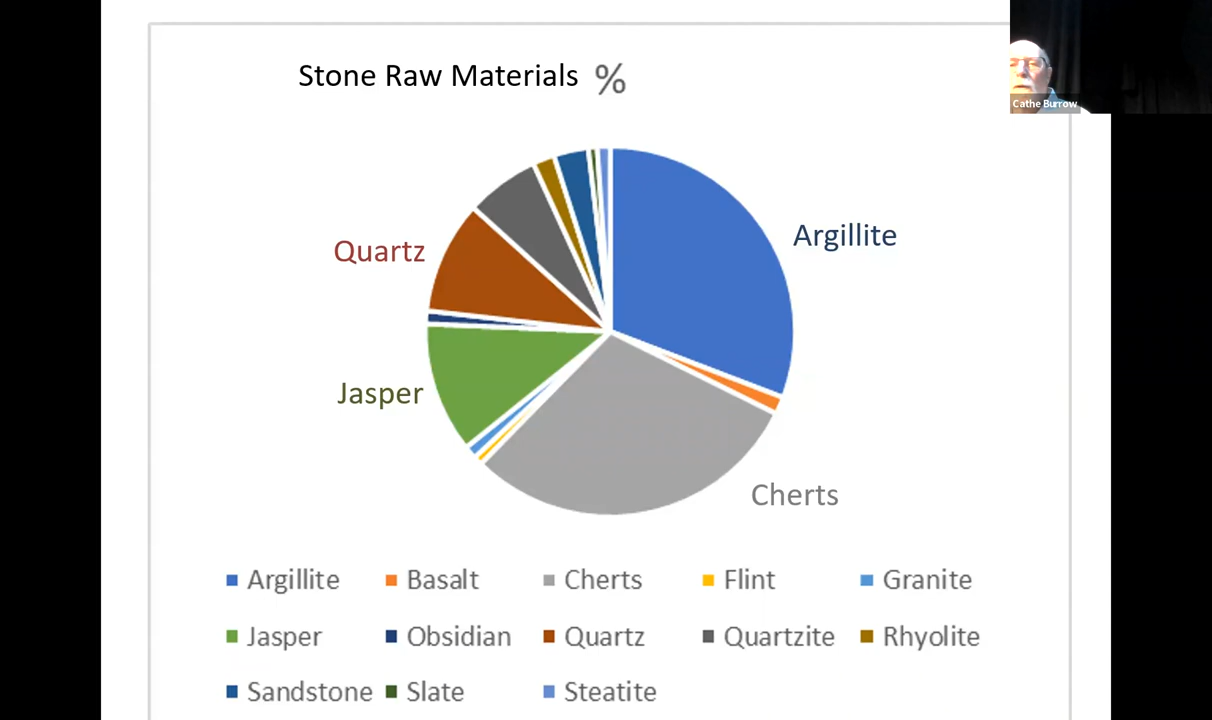 Stone Raw Materials %
Cathe Burrow
Argillite
Quartz
Jasper
Cherts
Argillite Basalt Cherts Flint Granite
Jasper Obsidian Quartz Quartzite Rhyolite
Sandstone Slate Steatite